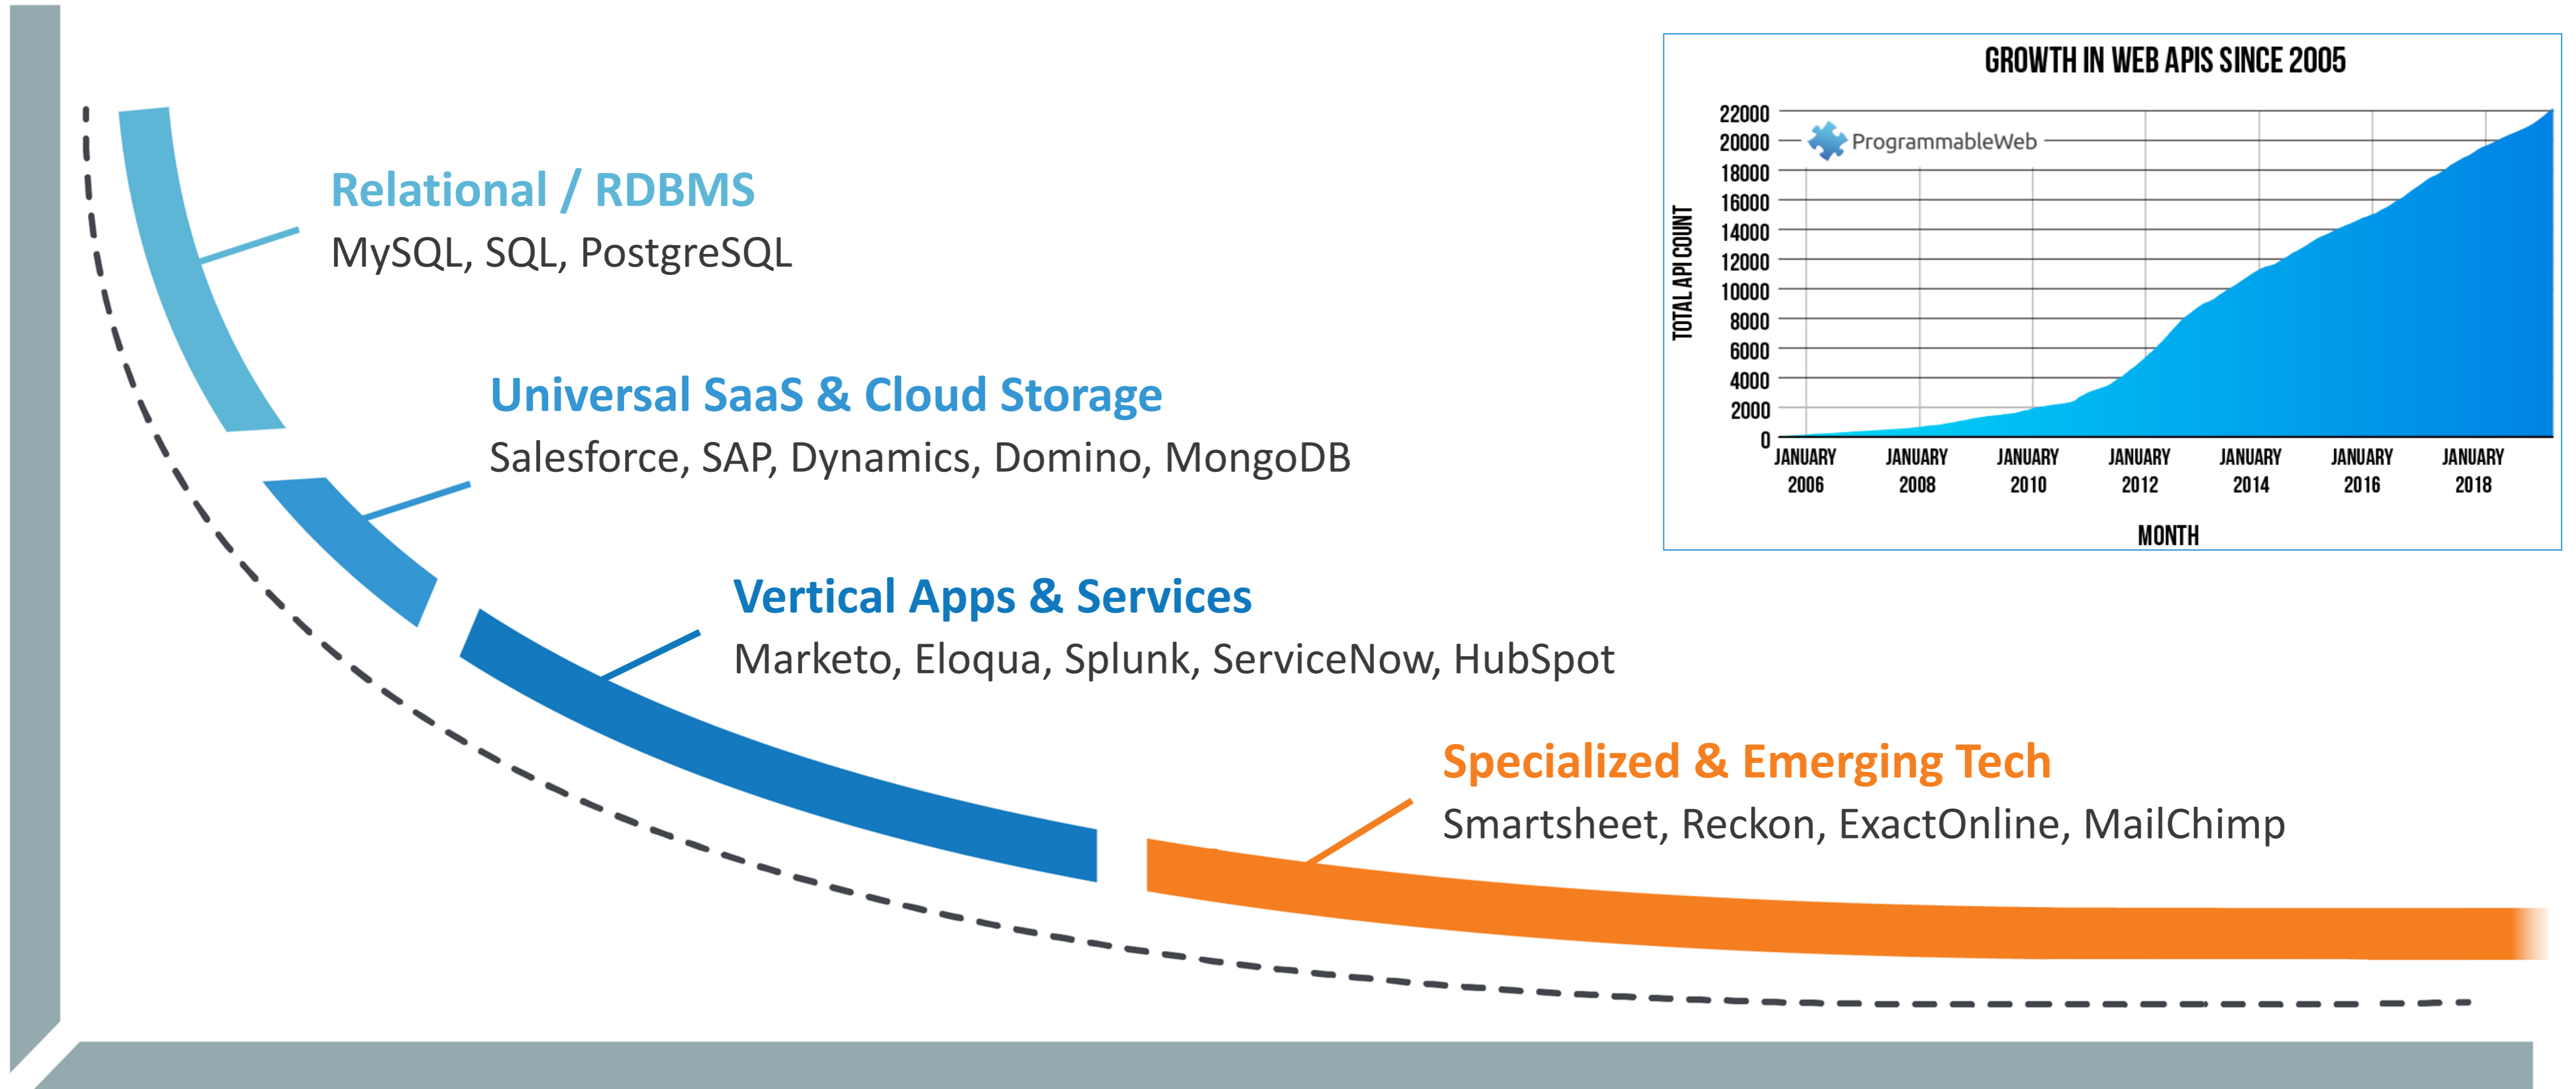 Relational / RDBMS
MySQL, SQL, PostgreSQL
Universal SaaS & Cloud Storage
Salesforce, SAP, Dynamics, Domino, MongoDB
Vertical Apps & Services
Marketo, Eloqua, Splunk, ServiceNow, HubSpot
Specialized & Emerging Tech
Smartsheet, Reckon, ExactOnline, MailChimp
GROWTH IN WEB APIS SINCE 2005
ProgrammableWeb
TOTAL API COUNT
22000
20000
18000
16000
14000
12000
10000
8000
6000
4000
2000
0
JANUARY JANUARY JANUARY JANUARY JANUARY JANUARY JANUARY
2006 2008 2010 2012 2014 2016 2018
MONTH